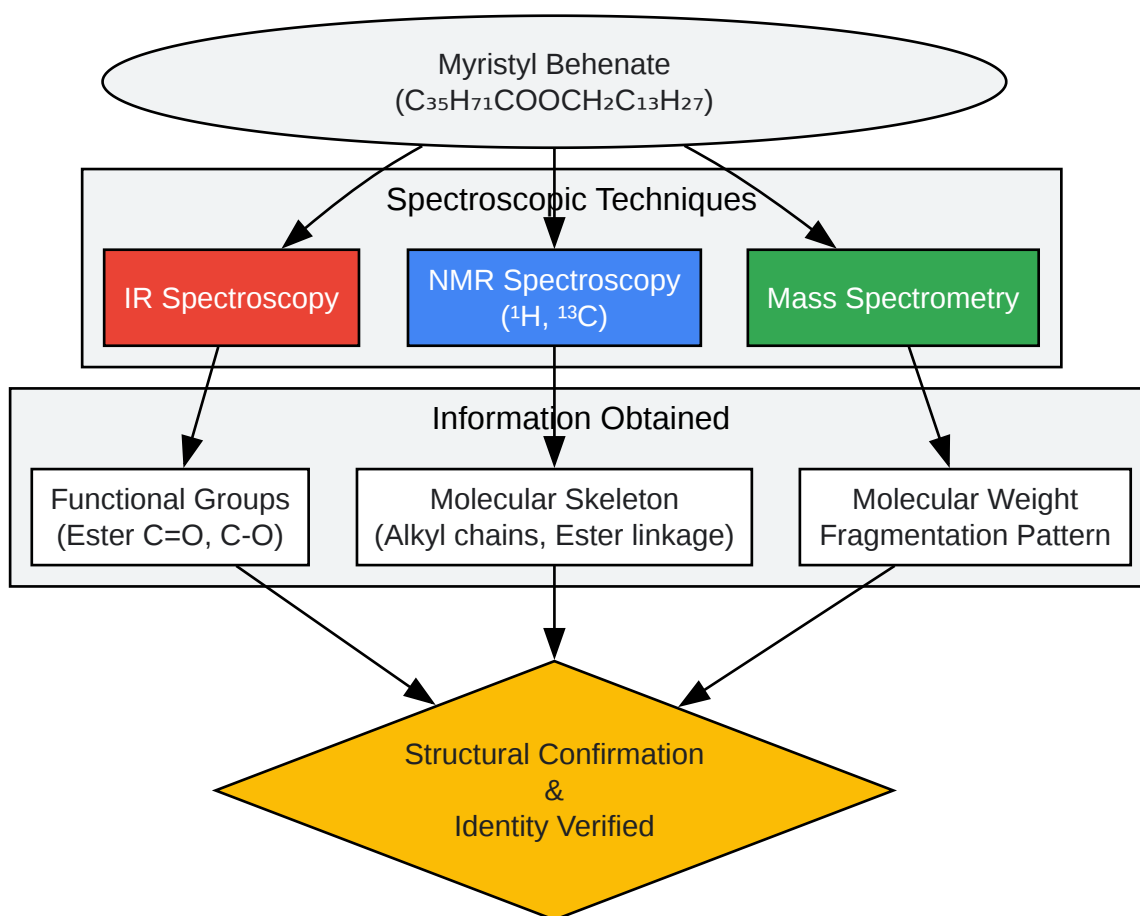 Myristyl Behenate
(C₃₅H₇₁COOCH₂C₁₃H₂₇)
Spectroscopic Techniques
IR Spectroscopy
NMR Spectroscopy
(¹H, ¹³C)
Mass Spectrometry
Information Obtained
Functional Groups
(Ester C=O, C-O)
Molecular Skeleton
(Alkyl chains, Ester linkage)
Molecular Weight
Fragmentation Pattern
Structural Confirmation
&
Identity Verified